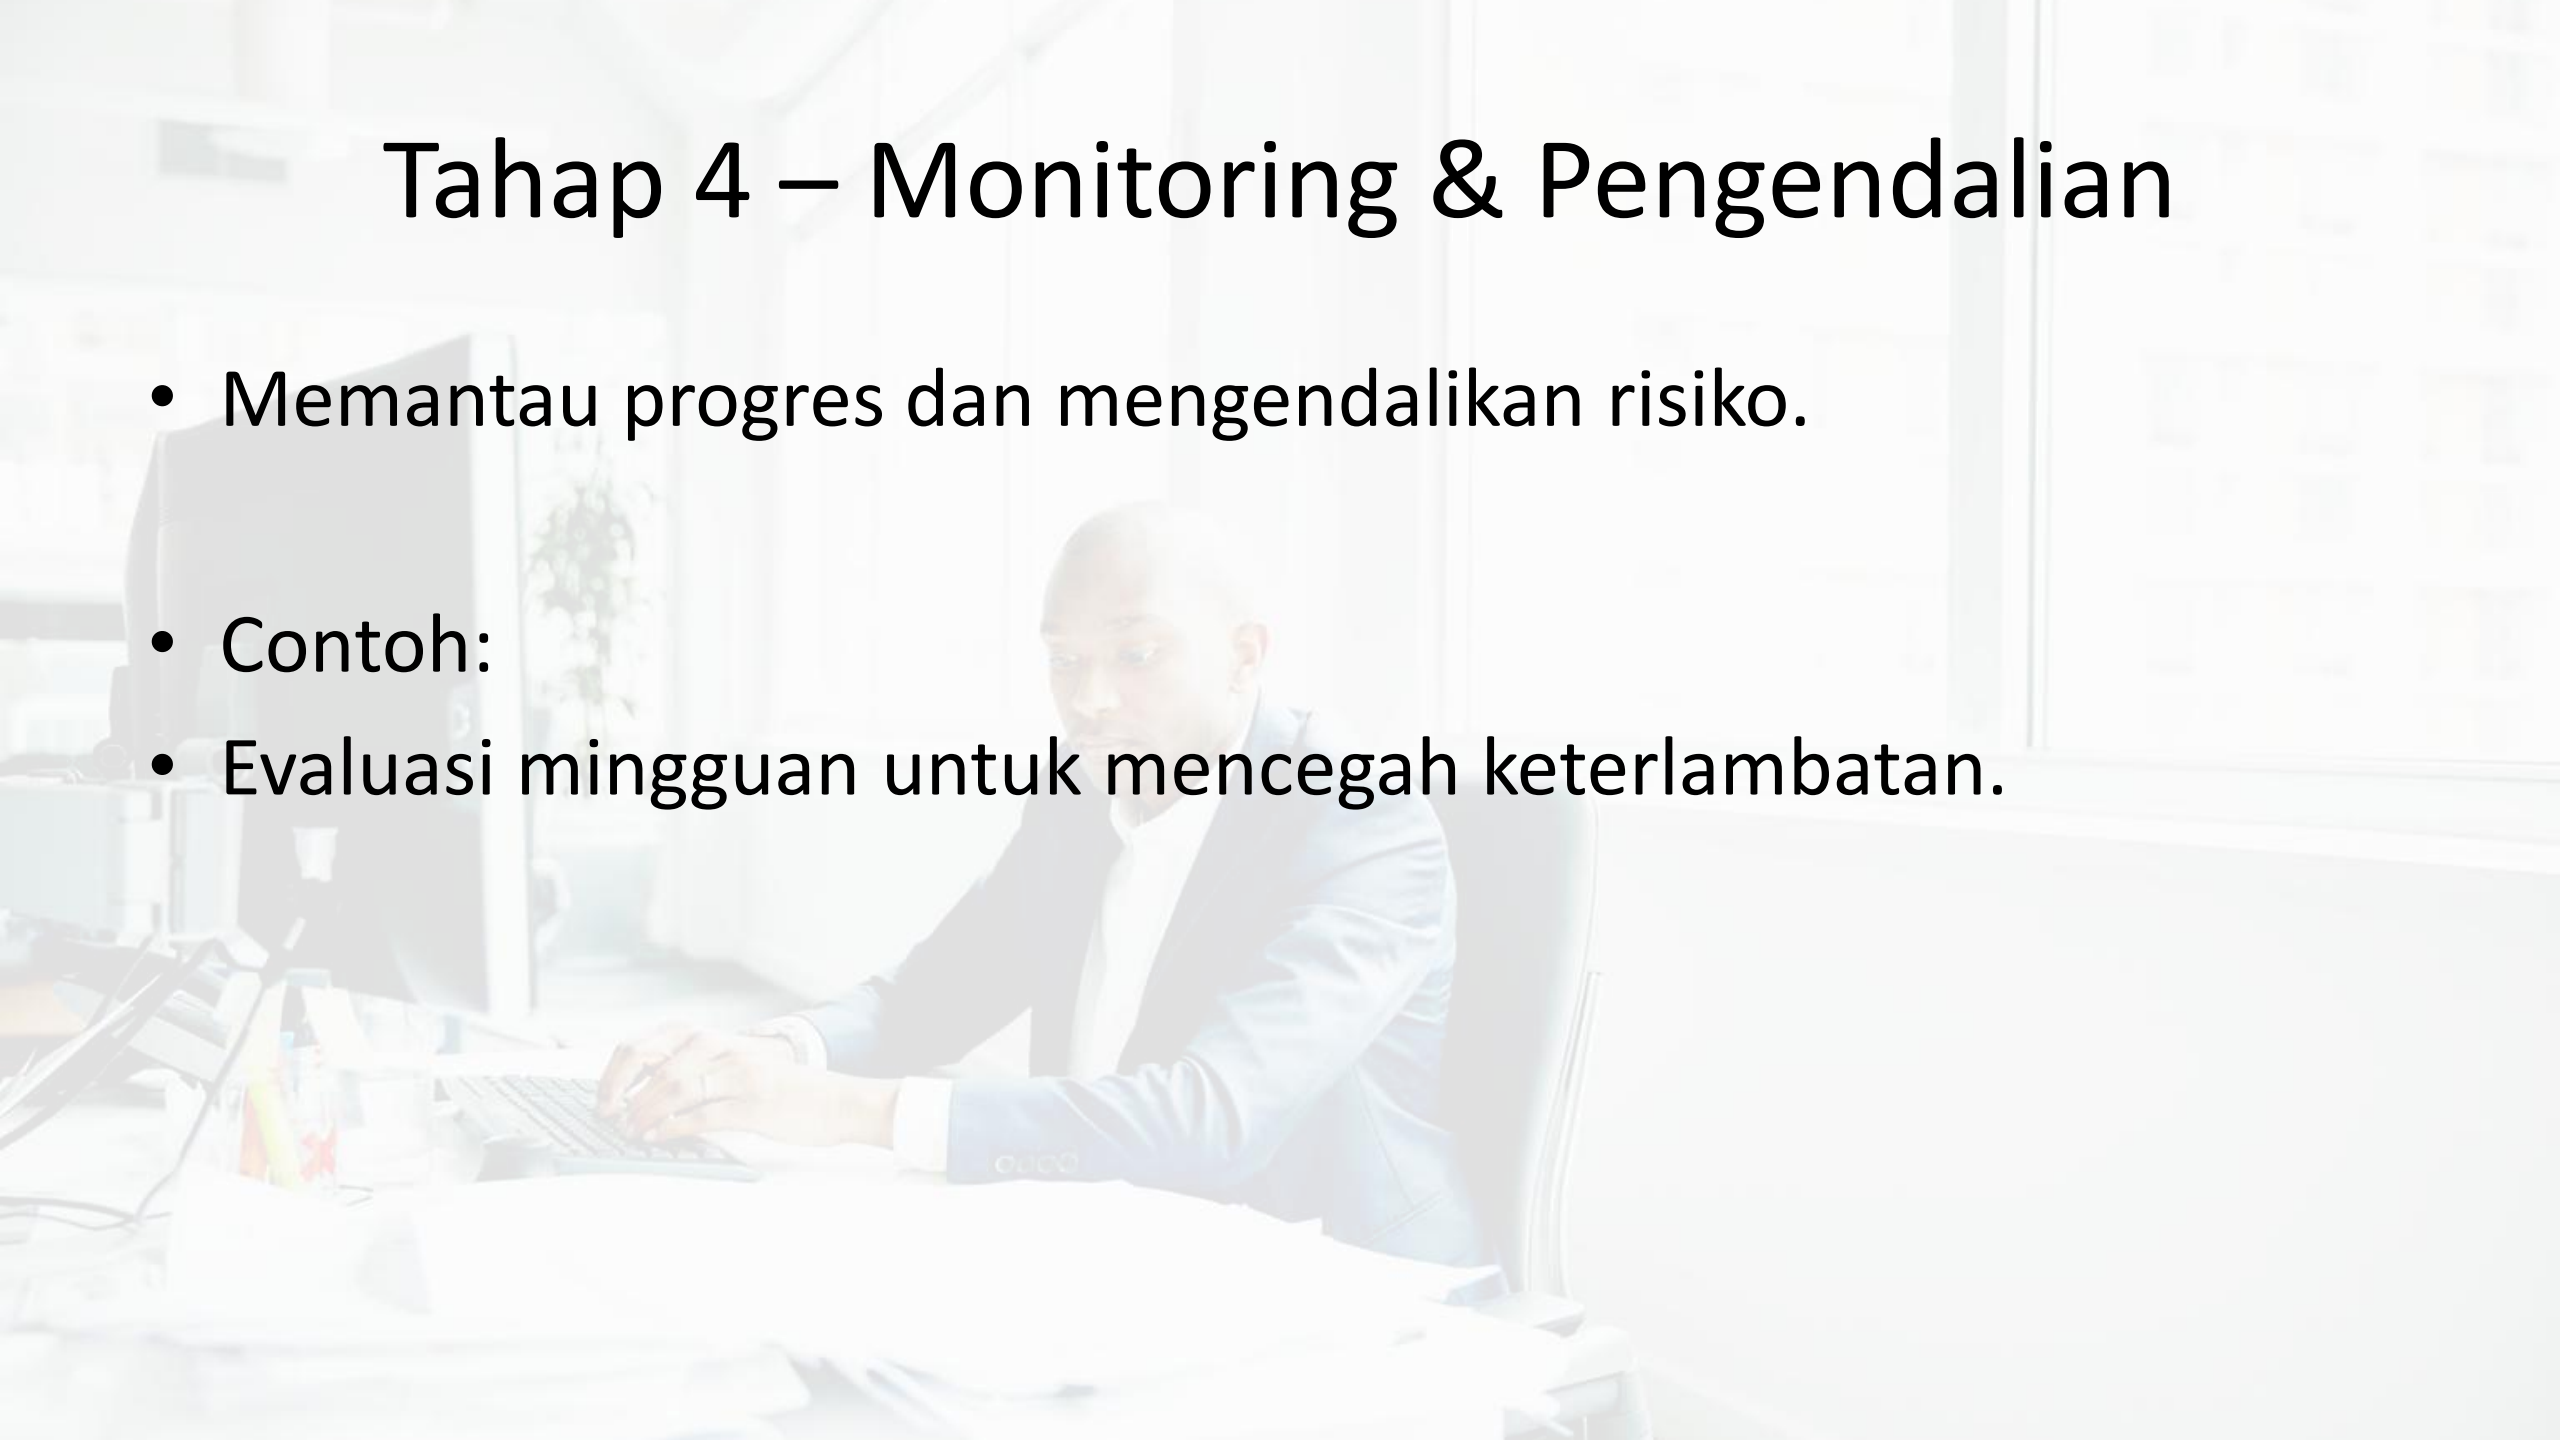 Tahap 4 – Monitoring & Pengendalian
• Memantau progres dan mengendalikan risiko.
• Contoh:
• Evaluasi mingguan untuk mencegah keterlambatan.